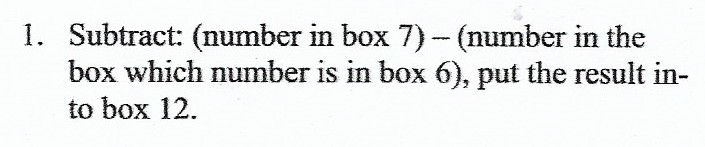 1. Subtract: (number in box 7) – (number in the
box which number is in box 6), put the result in-
to box 12.